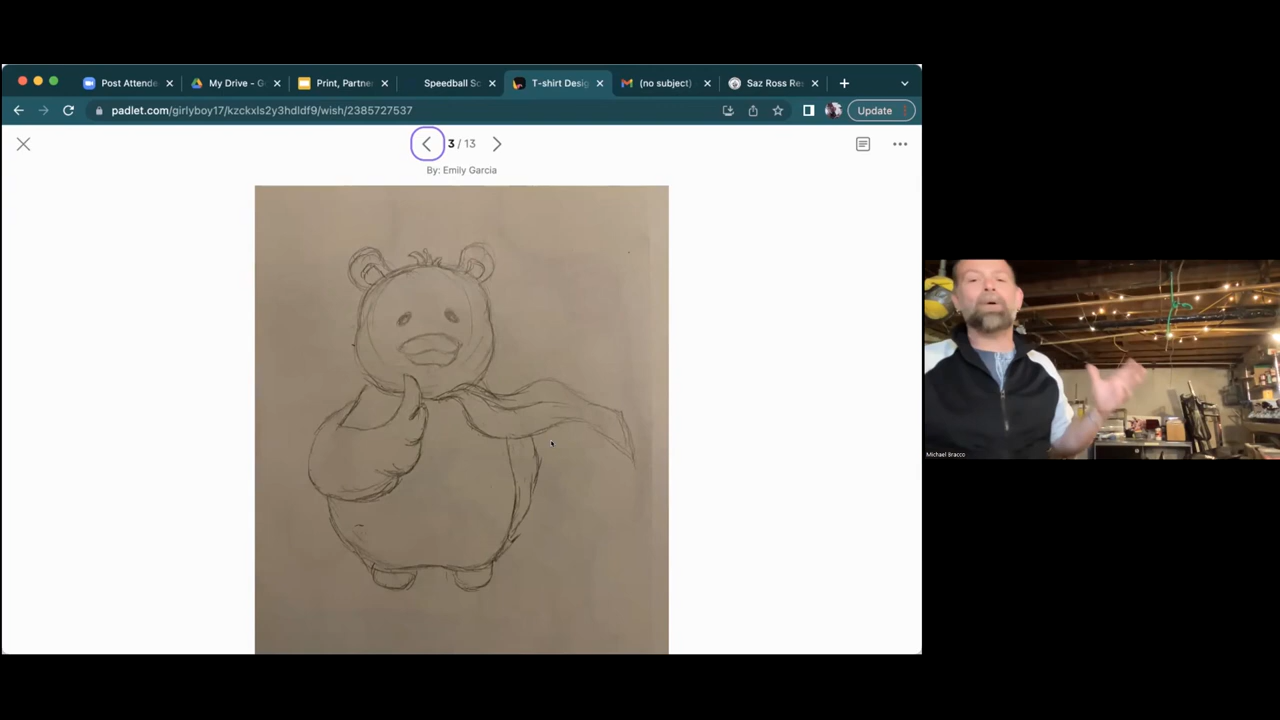 Post Attende
My Drive - G
Print, Partner
Speedball Sc
T-shirt Desig
(no subject)
Saz Ross Re
padlet.com/girlyboy17/kzckxls2y3hdldf9/wish/2385727537
Update
3 / 13
By: Emily Garcia
Michael Bracco